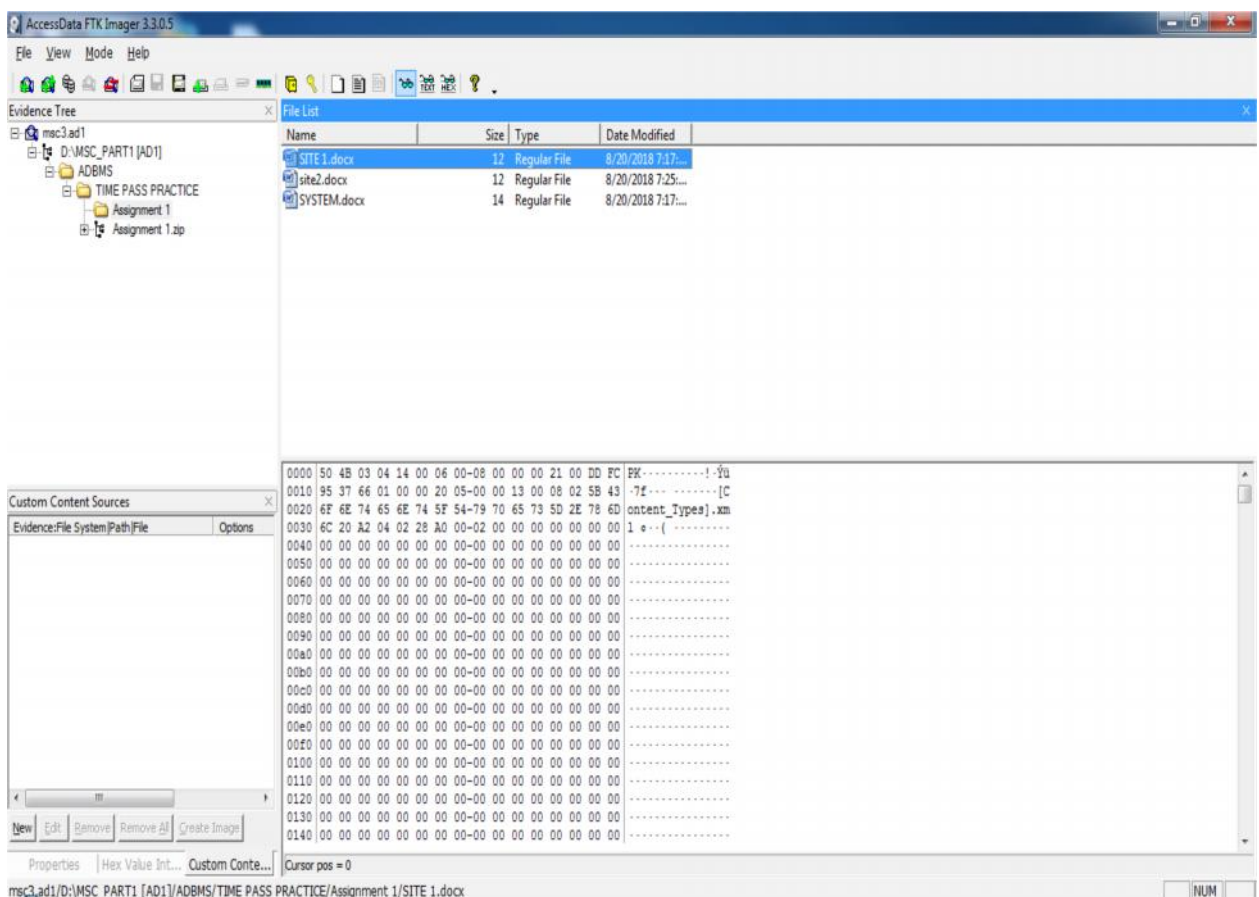 AccessData FTK Imager 3.3.0.5
File View Mode Help
TEXT HEX
Evidence Tree
msc3.ad1
D:\MSC_PART1 [AD1]
ADBMS
TIME PASS PRACTICE
Assignment 1
Assignment 1.zip
File List
Name Size Type Date Modified
SITE 1.docx 12 Regular File 8/20/2018 7:17:...
site2.docx 12 Regular File 8/20/2018 7:25:...
SYSTEM.docx 14 Regular File 8/20/2018 7:17:...
Custom Content Sources
Evidence:File System|Path|File Options
New Edit Remove Remove All Create Image
Properties Hex Value Int... Custom Conte...
0000 50 4B 03 04 14 00 06 00-08 00 00 00 21 00 DD FC PK··········!·Ýü
0010 95 37 66 01 00 00 20 05-00 00 13 00 08 02 5B 43 ·7f··· ·······[C
0020 6F 6E 74 65 6E 74 5F 54-79 70 65 73 5D 2E 78 6D ontent_Types].xm
0030 6C 20 A2 04 02 28 A0 00-02 00 00 00 00 00 00 00 l ¢··( ·········
0040 00 00 00 00 00 00 00 00-00 00 00 00 00 00 00 00 ················
0050 00 00 00 00 00 00 00 00-00 00 00 00 00 00 00 00 ················
0060 00 00 00 00 00 00 00 00-00 00 00 00 00 00 00 00 ················
0070 00 00 00 00 00 00 00 00-00 00 00 00 00 00 00 00 ················
0080 00 00 00 00 00 00 00 00-00 00 00 00 00 00 00 00 ················
0090 00 00 00 00 00 00 00 00-00 00 00 00 00 00 00 00 ················
00a0 00 00 00 00 00 00 00 00-00 00 00 00 00 00 00 00 ················
00b0 00 00 00 00 00 00 00 00-00 00 00 00 00 00 00 00 ················
00c0 00 00 00 00 00 00 00 00-00 00 00 00 00 00 00 00 ················
00d0 00 00 00 00 00 00 00 00-00 00 00 00 00 00 00 00 ················
00e0 00 00 00 00 00 00 00 00-00 00 00 00 00 00 00 00 ················
00f0 00 00 00 00 00 00 00 00-00 00 00 00 00 00 00 00 ················
0100 00 00 00 00 00 00 00 00-00 00 00 00 00 00 00 00 ················
0110 00 00 00 00 00 00 00 00-00 00 00 00 00 00 00 00 ················
0120 00 00 00 00 00 00 00 00-00 00 00 00 00 00 00 00 ················
0130 00 00 00 00 00 00 00 00-00 00 00 00 00 00 00 00 ················
0140 00 00 00 00 00 00 00 00-00 00 00 00 00 00 00 00 ················
Cursor pos = 0
msc3.ad1/D:\MSC_PART1 [AD1]/ADBMS/TIME PASS PRACTICE/Assignment 1/SITE 1.docx
NUM